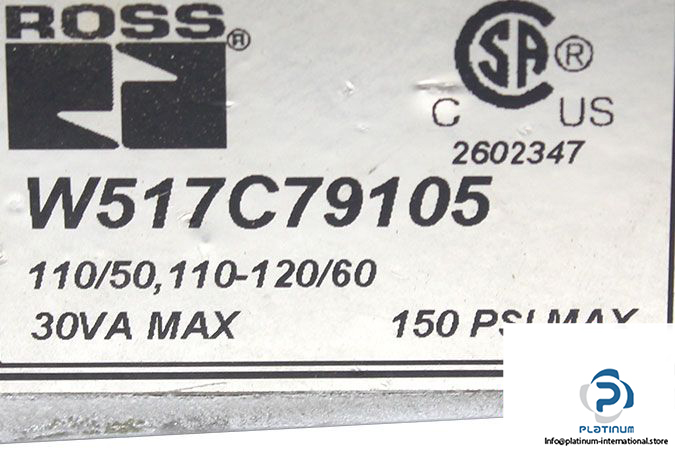 ROSS®
CSA ®
C US
2602347
W517C79105
110/50, 110-120/60
30VA MAX 150 PSI MAX
PLATINUM
Info@platinum-international.store